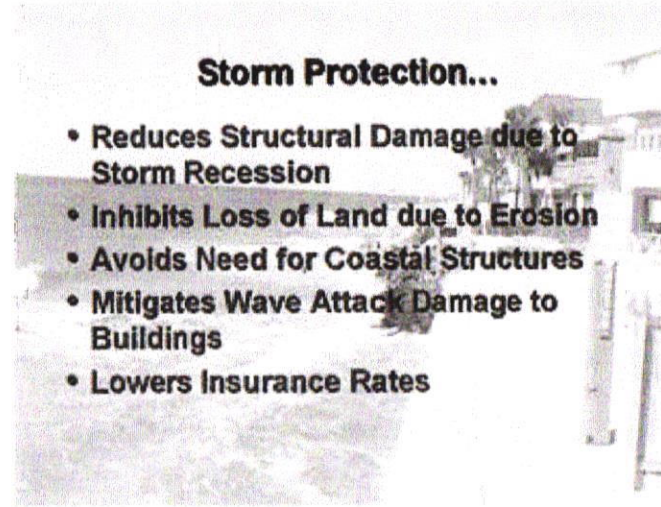 Storm Protection...
• Reduces Structural Damage due to
Storm Recession
• Inhibits Loss of Land due to Erosion
• Avoids Need for Coastal Structures
• Mitigates Wave Attack Damage to
Buildings
• Lowers Insurance Rates